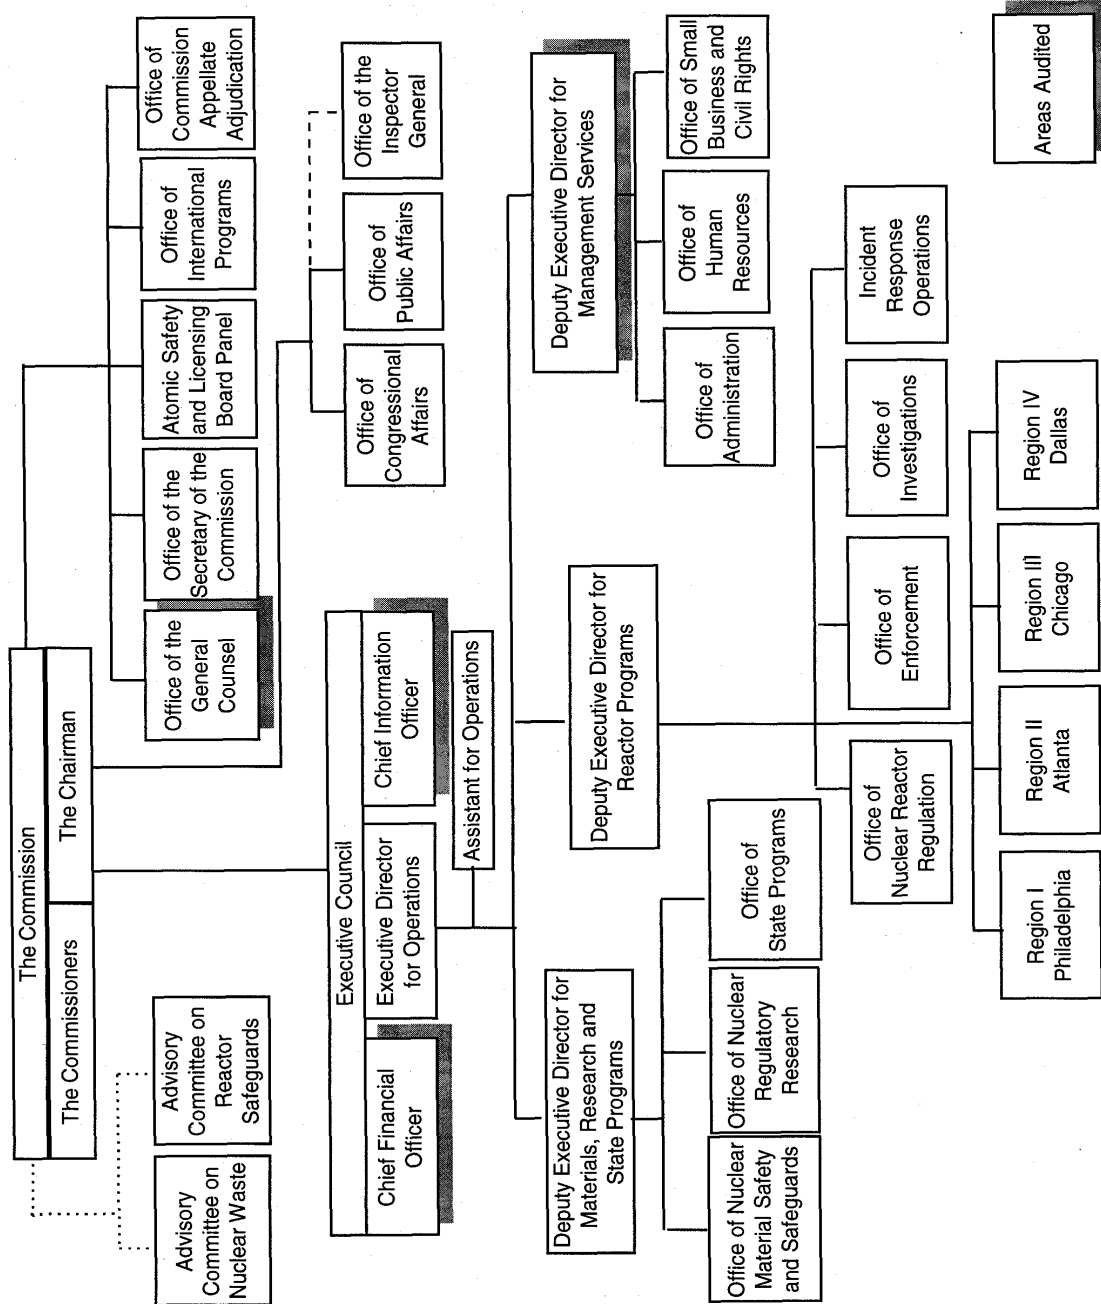 The Commission
The Commissioners
The Chairman
Advisory
Committee on
Nuclear Waste
Advisory
Committee on
Reactor
Safeguards
Office of the
General
Counsel
Office of the
Secretary of the
Commission
Atomic Safety
and Licensing
Board Panel
Office of
International
Programs
Office of
Commission
Appellate
Adjudication
Executive Council
Chief Financial
Officer
Executive Director
for Operations
Chief Information
Officer
Office of
Congressional
Affairs
Office of
Public Affairs
Office of the
Inspector
General
Assistant for Operations
Deputy Executive Director for
Materials, Research and
State Programs
Deputy Executive Director for
Reactor Programs
Deputy Executive Director for
Management Services
Office of Nuclear
Material Safety
and Safeguards
Office of Nuclear
Regulatory
Research
Office of
State Programs
Office of
Administration
Office of
Human
Resources
Office of Small
Business and
Civil Rights
Office of
Nuclear Reactor
Regulation
Office of
Enforcement
Office of
Investigations
Incident
Response
Operations
Region I
Philadelphia
Region II
Atlanta
Region III
Chicago
Region IV
Dallas
Areas Audited